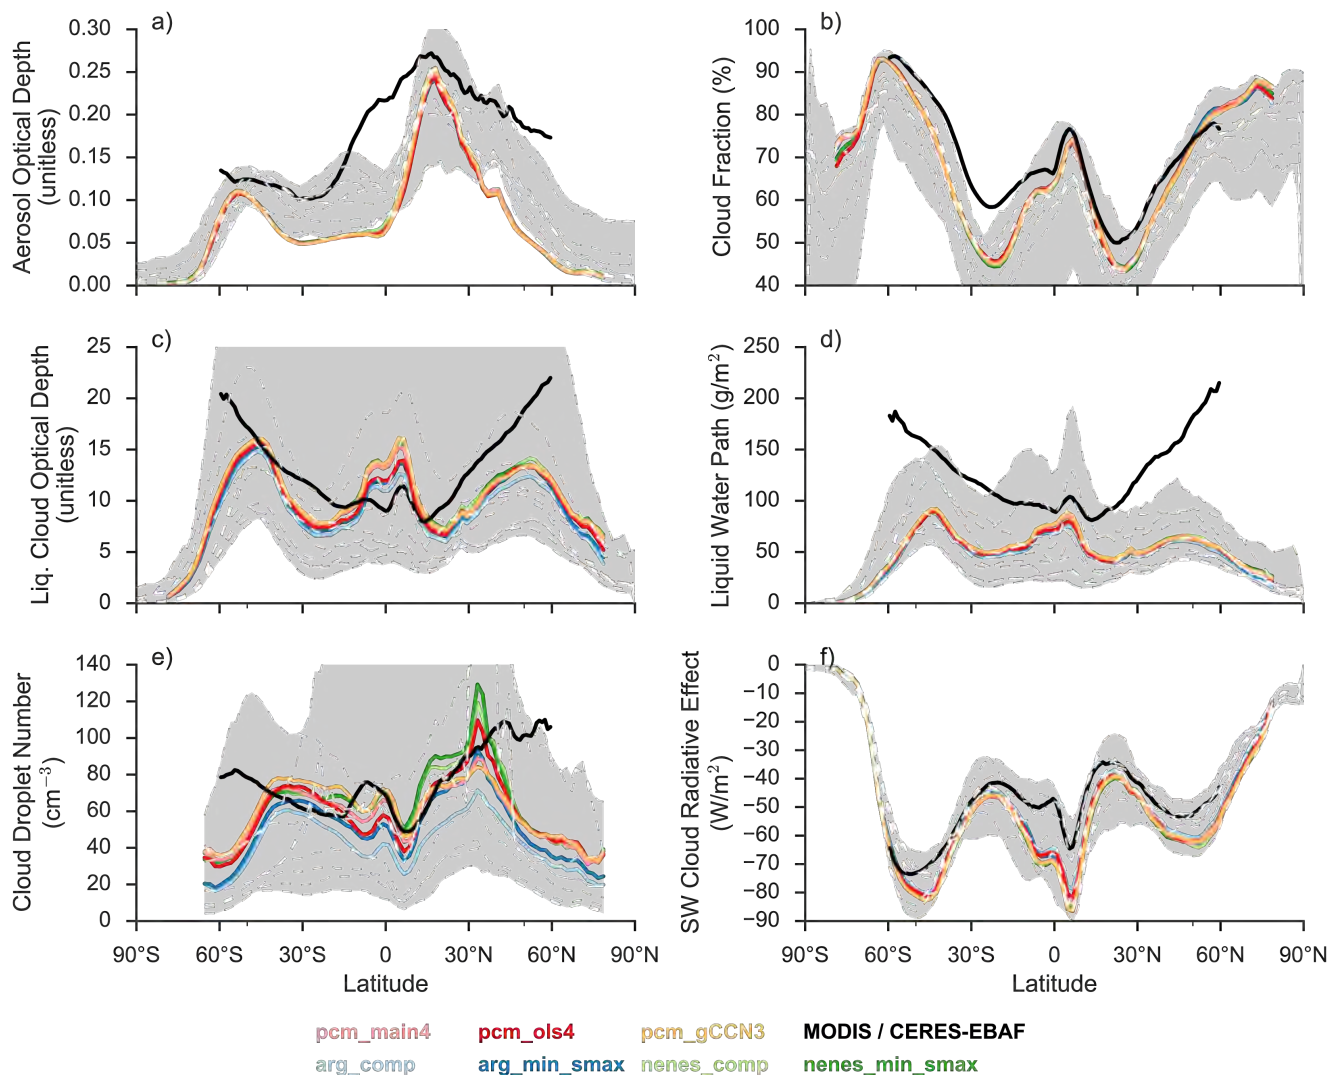 a)
0.30
0.25
0.20
0.15
0.10
0.05
0.00
Aerosol Optical Depth
(unitless)
b)
100
90
80
70
60
50
40
Cloud Fraction (%)
c)
25
20
15
10
5
0
Liq. Cloud Optical Depth
(unitless)
d)
250
200
150
100
50
0
Liquid Water Path (g/m²)
e)
140
120
100
80
60
40
20
0
Cloud Droplet Number
(cm⁻³)
90°S 60°S 30°S 0 30°N 60°N 90°N
Latitude
f)
0
−10
−20
−30
−40
−50
−60
−70
−80
−90
SW Cloud Radiative Effect
(W/m²)
90°S 60°S 30°S 0 30°N 60°N 90°N
Latitude
pcm_main4 pcm_ols4 pcm_gCCN3 MODIS / CERES-EBAF
arg_comp arg_min_smax nenes_comp nenes_min_smax